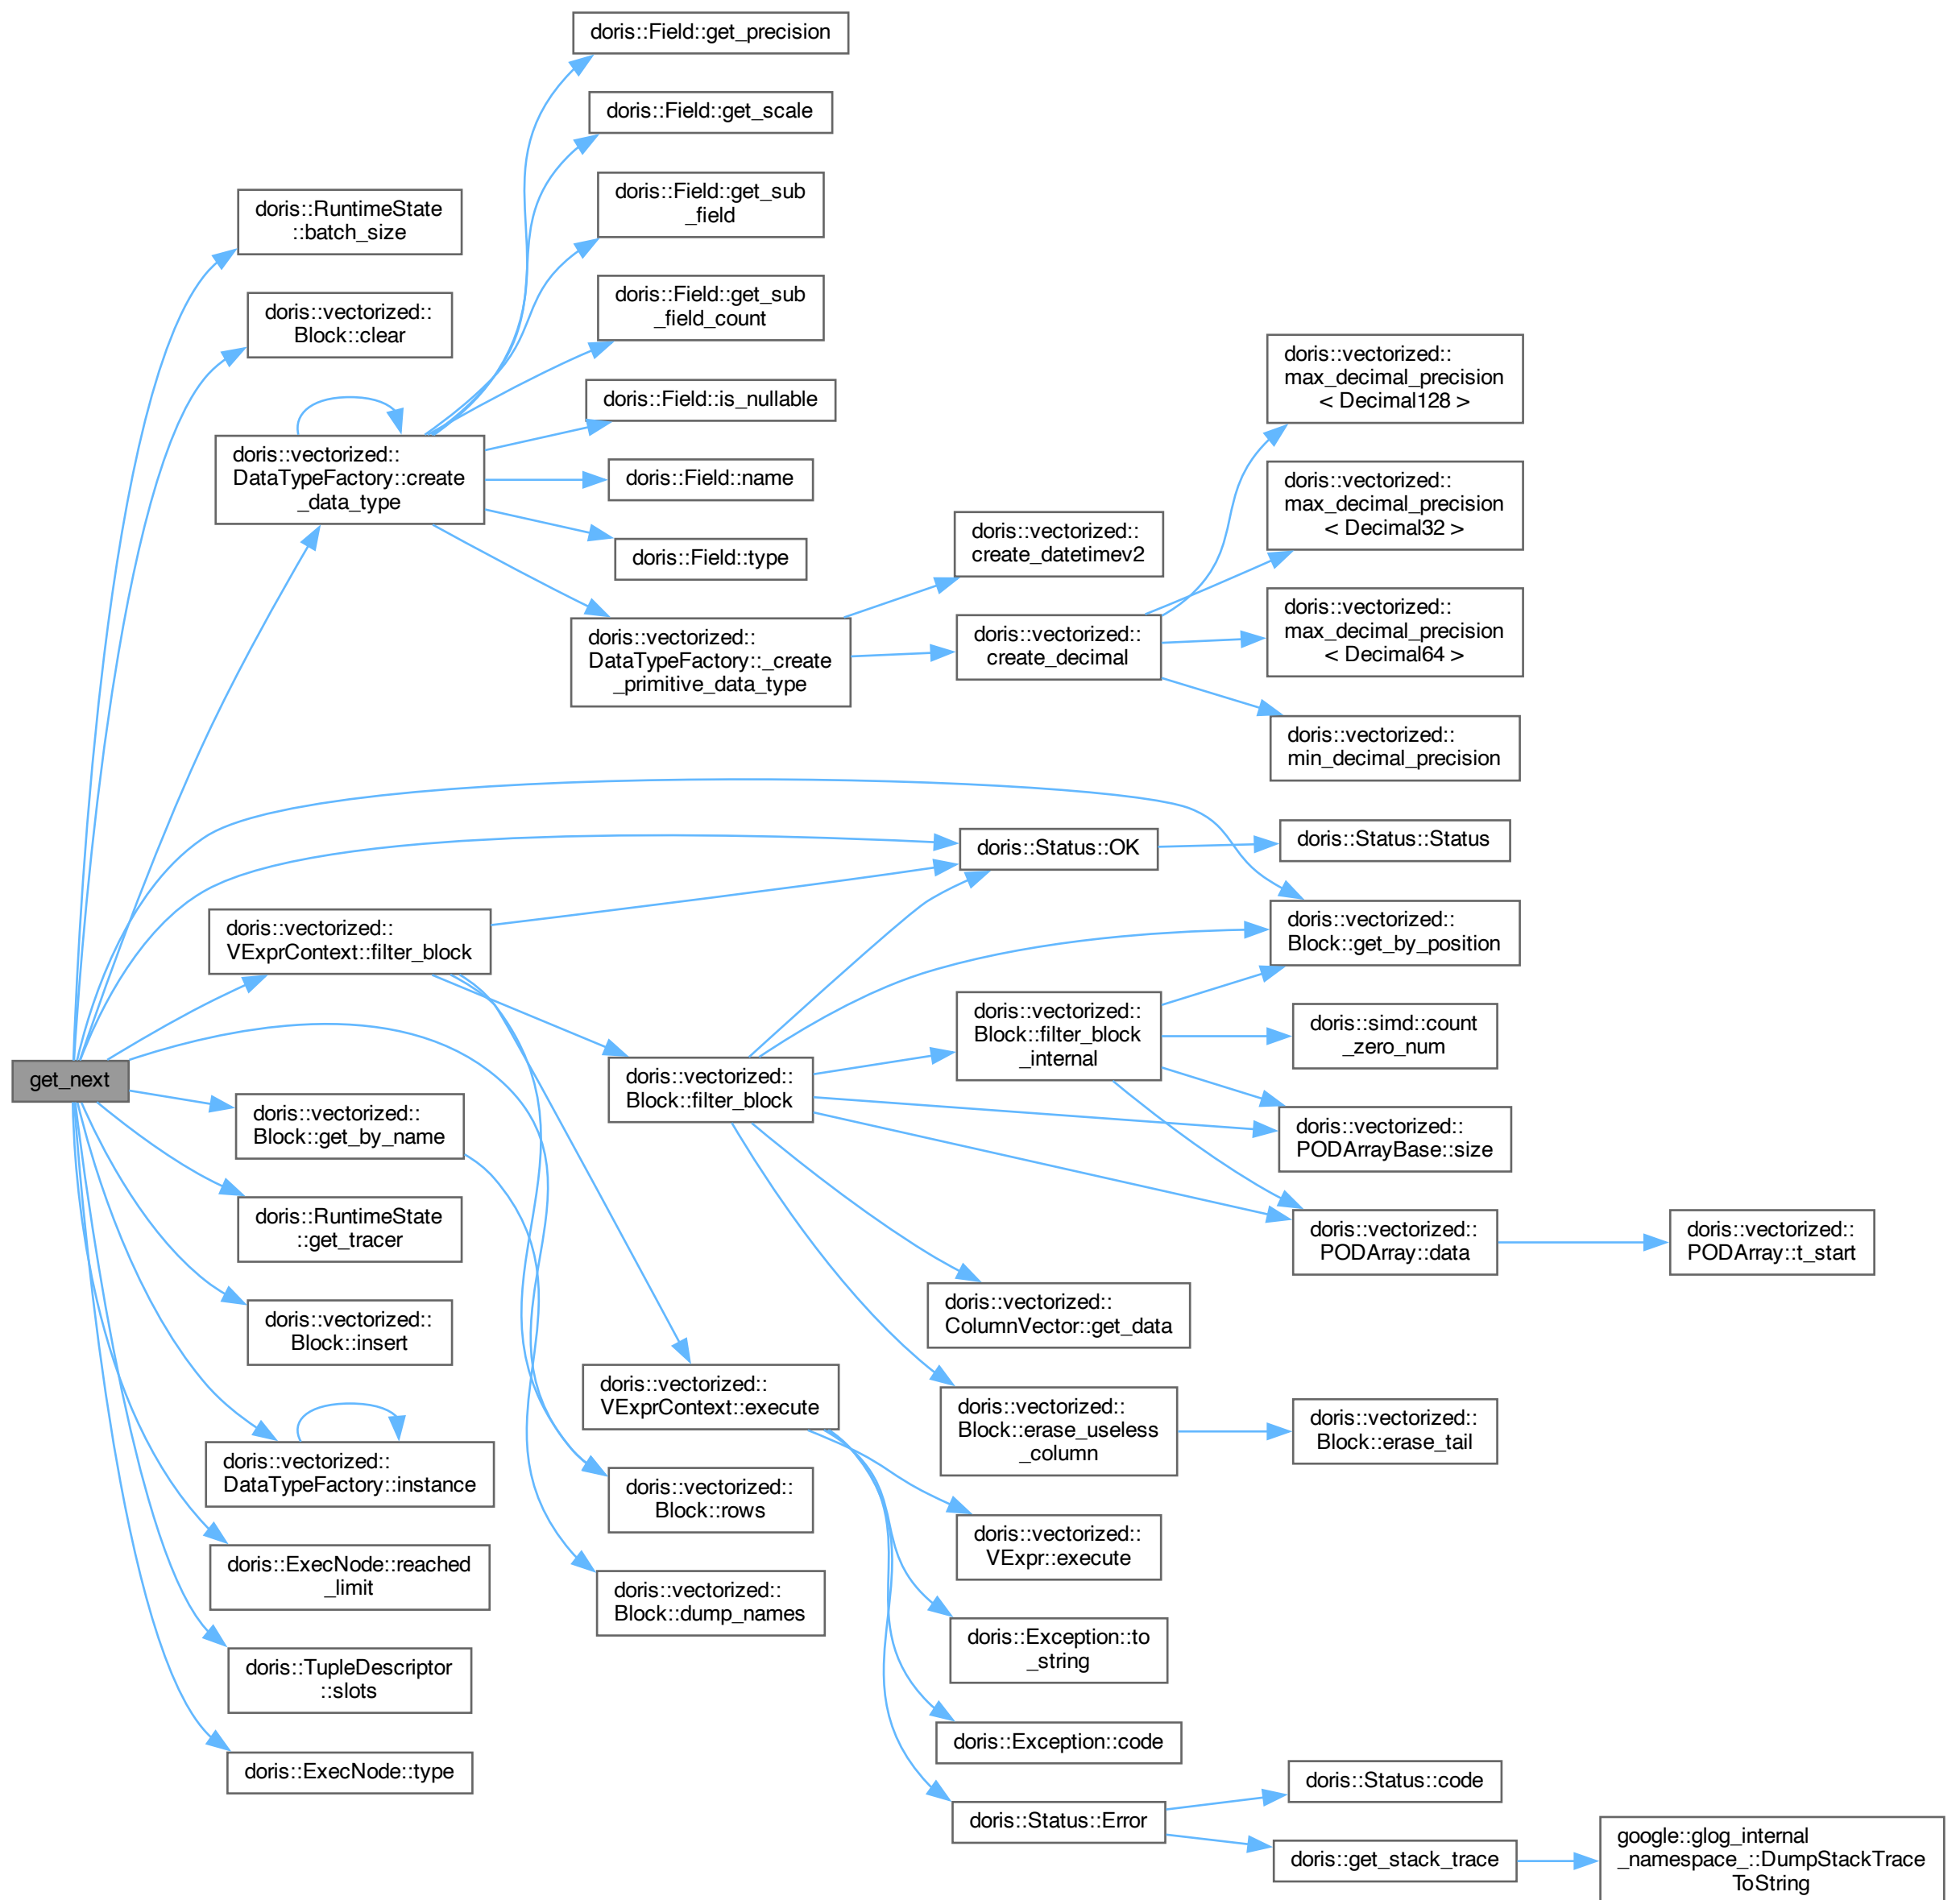 doris::Field::get_precision
doris::Field::get_scale
doris::Field::get_sub
_field
doris::RuntimeState
::batch_size
doris::Field::get_sub
_field_count
doris::vectorized::
Block::clear
doris::vectorized::
max_decimal_precision
< Decimal128 >
doris::Field::is_nullable
doris::vectorized::
DataTypeFactory::create
_data_type
doris::Field::name
doris::vectorized::
max_decimal_precision
< Decimal32 >
doris::Field::type
doris::vectorized::
create_datetimev2
doris::vectorized::
DataTypeFactory::_create
_primitive_data_type
doris::vectorized::
create_decimal
doris::vectorized::
max_decimal_precision
< Decimal64 >
doris::vectorized::
min_decimal_precision
doris::Status::OK
doris::Status::Status
doris::vectorized::
VExprContext::filter_block
doris::vectorized::
Block::get_by_position
doris::vectorized::
Block::filter_block
_internal
doris::simd::count
_zero_num
get_next
doris::vectorized::
Block::filter_block
doris::vectorized::
Block::get_by_name
doris::vectorized::
PODArrayBase::size
doris::RuntimeState
::get_tracer
doris::vectorized::
PODArray::data
doris::vectorized::
PODArray::t_start
doris::vectorized::
Block::insert
doris::vectorized::
ColumnVector::get_data
doris::vectorized::
VExprContext::execute
doris::vectorized::
Block::erase_useless
_column
doris::vectorized::
Block::erase_tail
doris::vectorized::
DataTypeFactory::instance
doris::vectorized::
Block::rows
doris::vectorized::
VExpr::execute
doris::ExecNode::reached
_limit
doris::vectorized::
Block::dump_names
doris::Exception::to
_string
doris::TupleDescriptor
::slots
doris::Exception::code
doris::ExecNode::type
doris::Status::code
doris::Status::Error
doris::get_stack_trace
google::glog_internal
_namespace_::DumpStackTrace
ToString